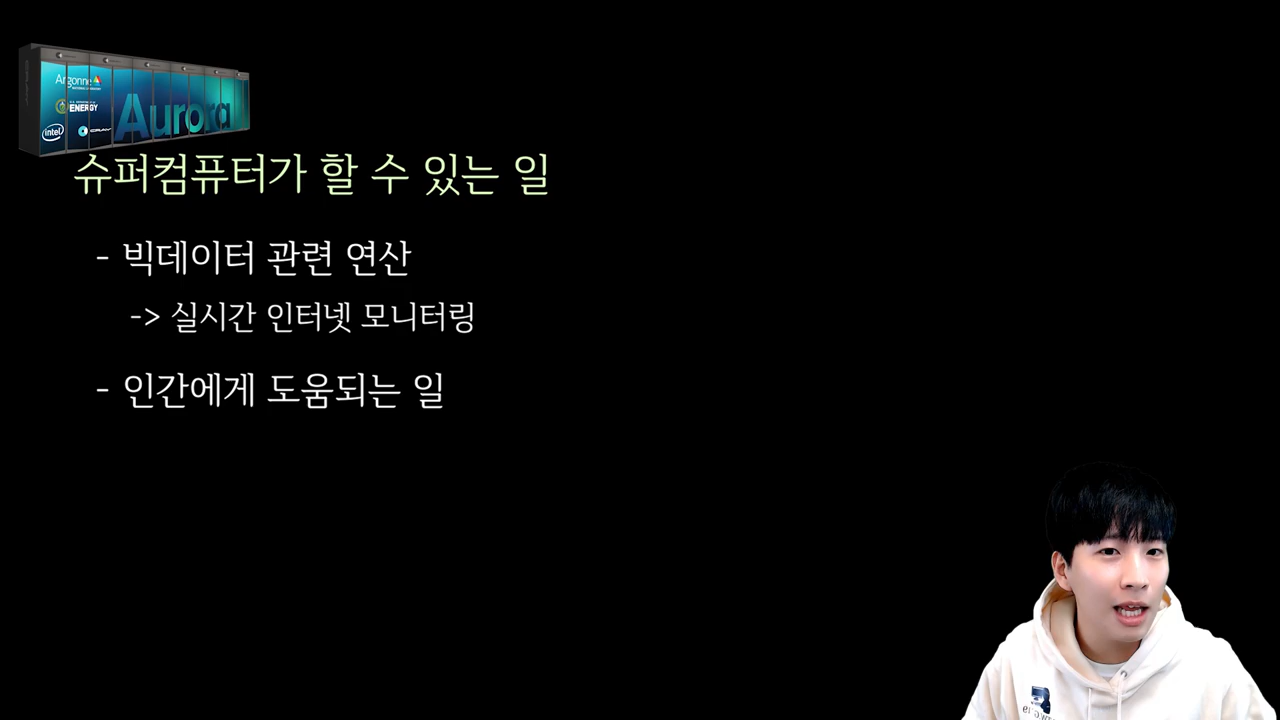 Argonne
NATIONAL LABORATORY
ENERGY
intel
CRAY
Aurora
슈퍼컴퓨터가 할 수 있는 일
- 빅데이터 관련 연산
-> 실시간 인터넷 모니터링
- 인간에게 도움되는 일